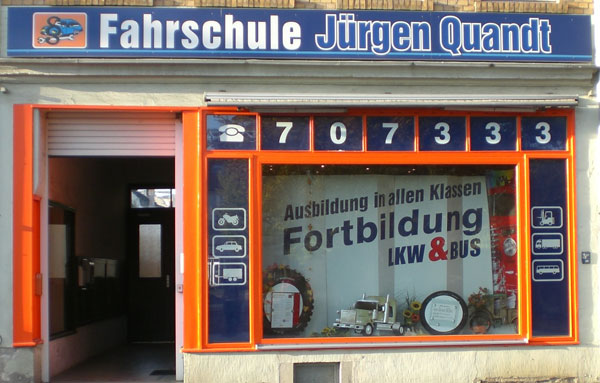 Fahrschule Jürgen Quandt
707333
Ausbildung in allen Klassen
Fortbildung
LKW & BUS